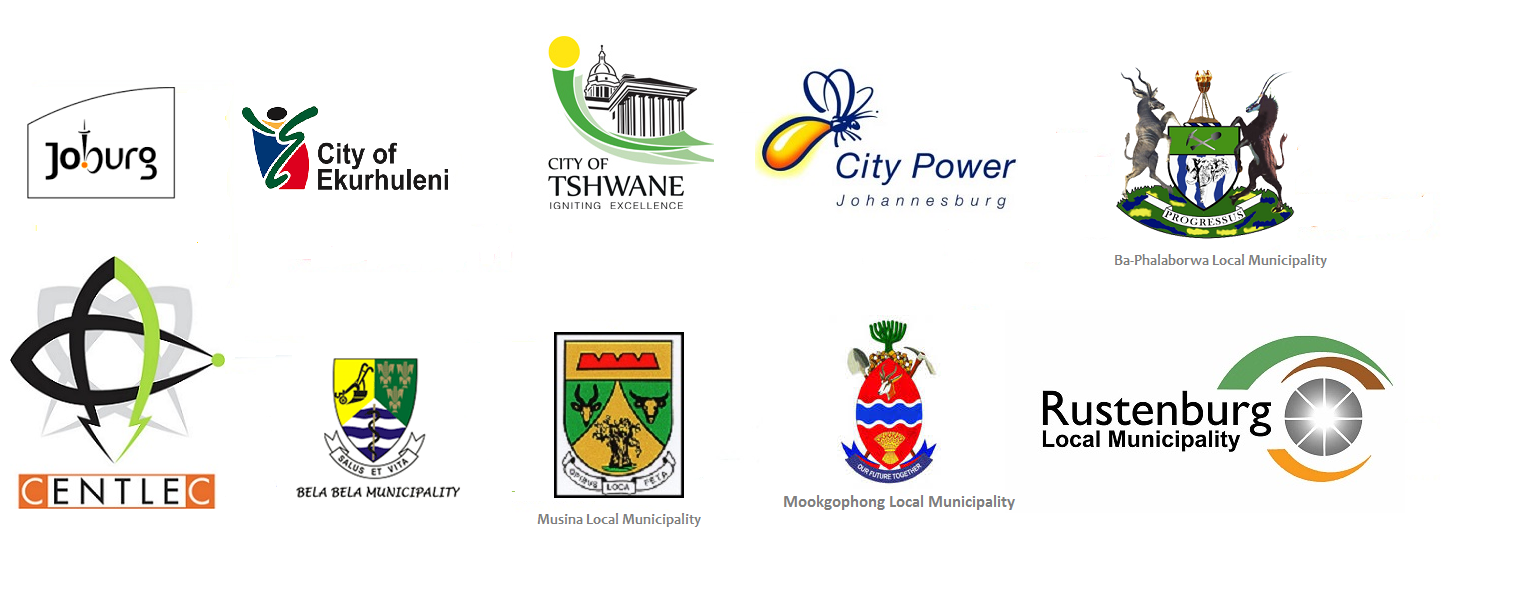 Joburg
City of
Ekurhuleni
CITY OF
TSHWANE
IGNITING EXCELLENCE
City Power
Johannesburg
PROGRESSUS
Ba-Phalaborwa Local Municipality
CENTLEC
SALUS ET VITA
BELA BELA MUNICIPALITY
OPIBUS LOCA FETA
Musina Local Municipality
OUR FUTURE TOGETHER
Mookgophong Local Municipality
Rustenburg
Local Municipality